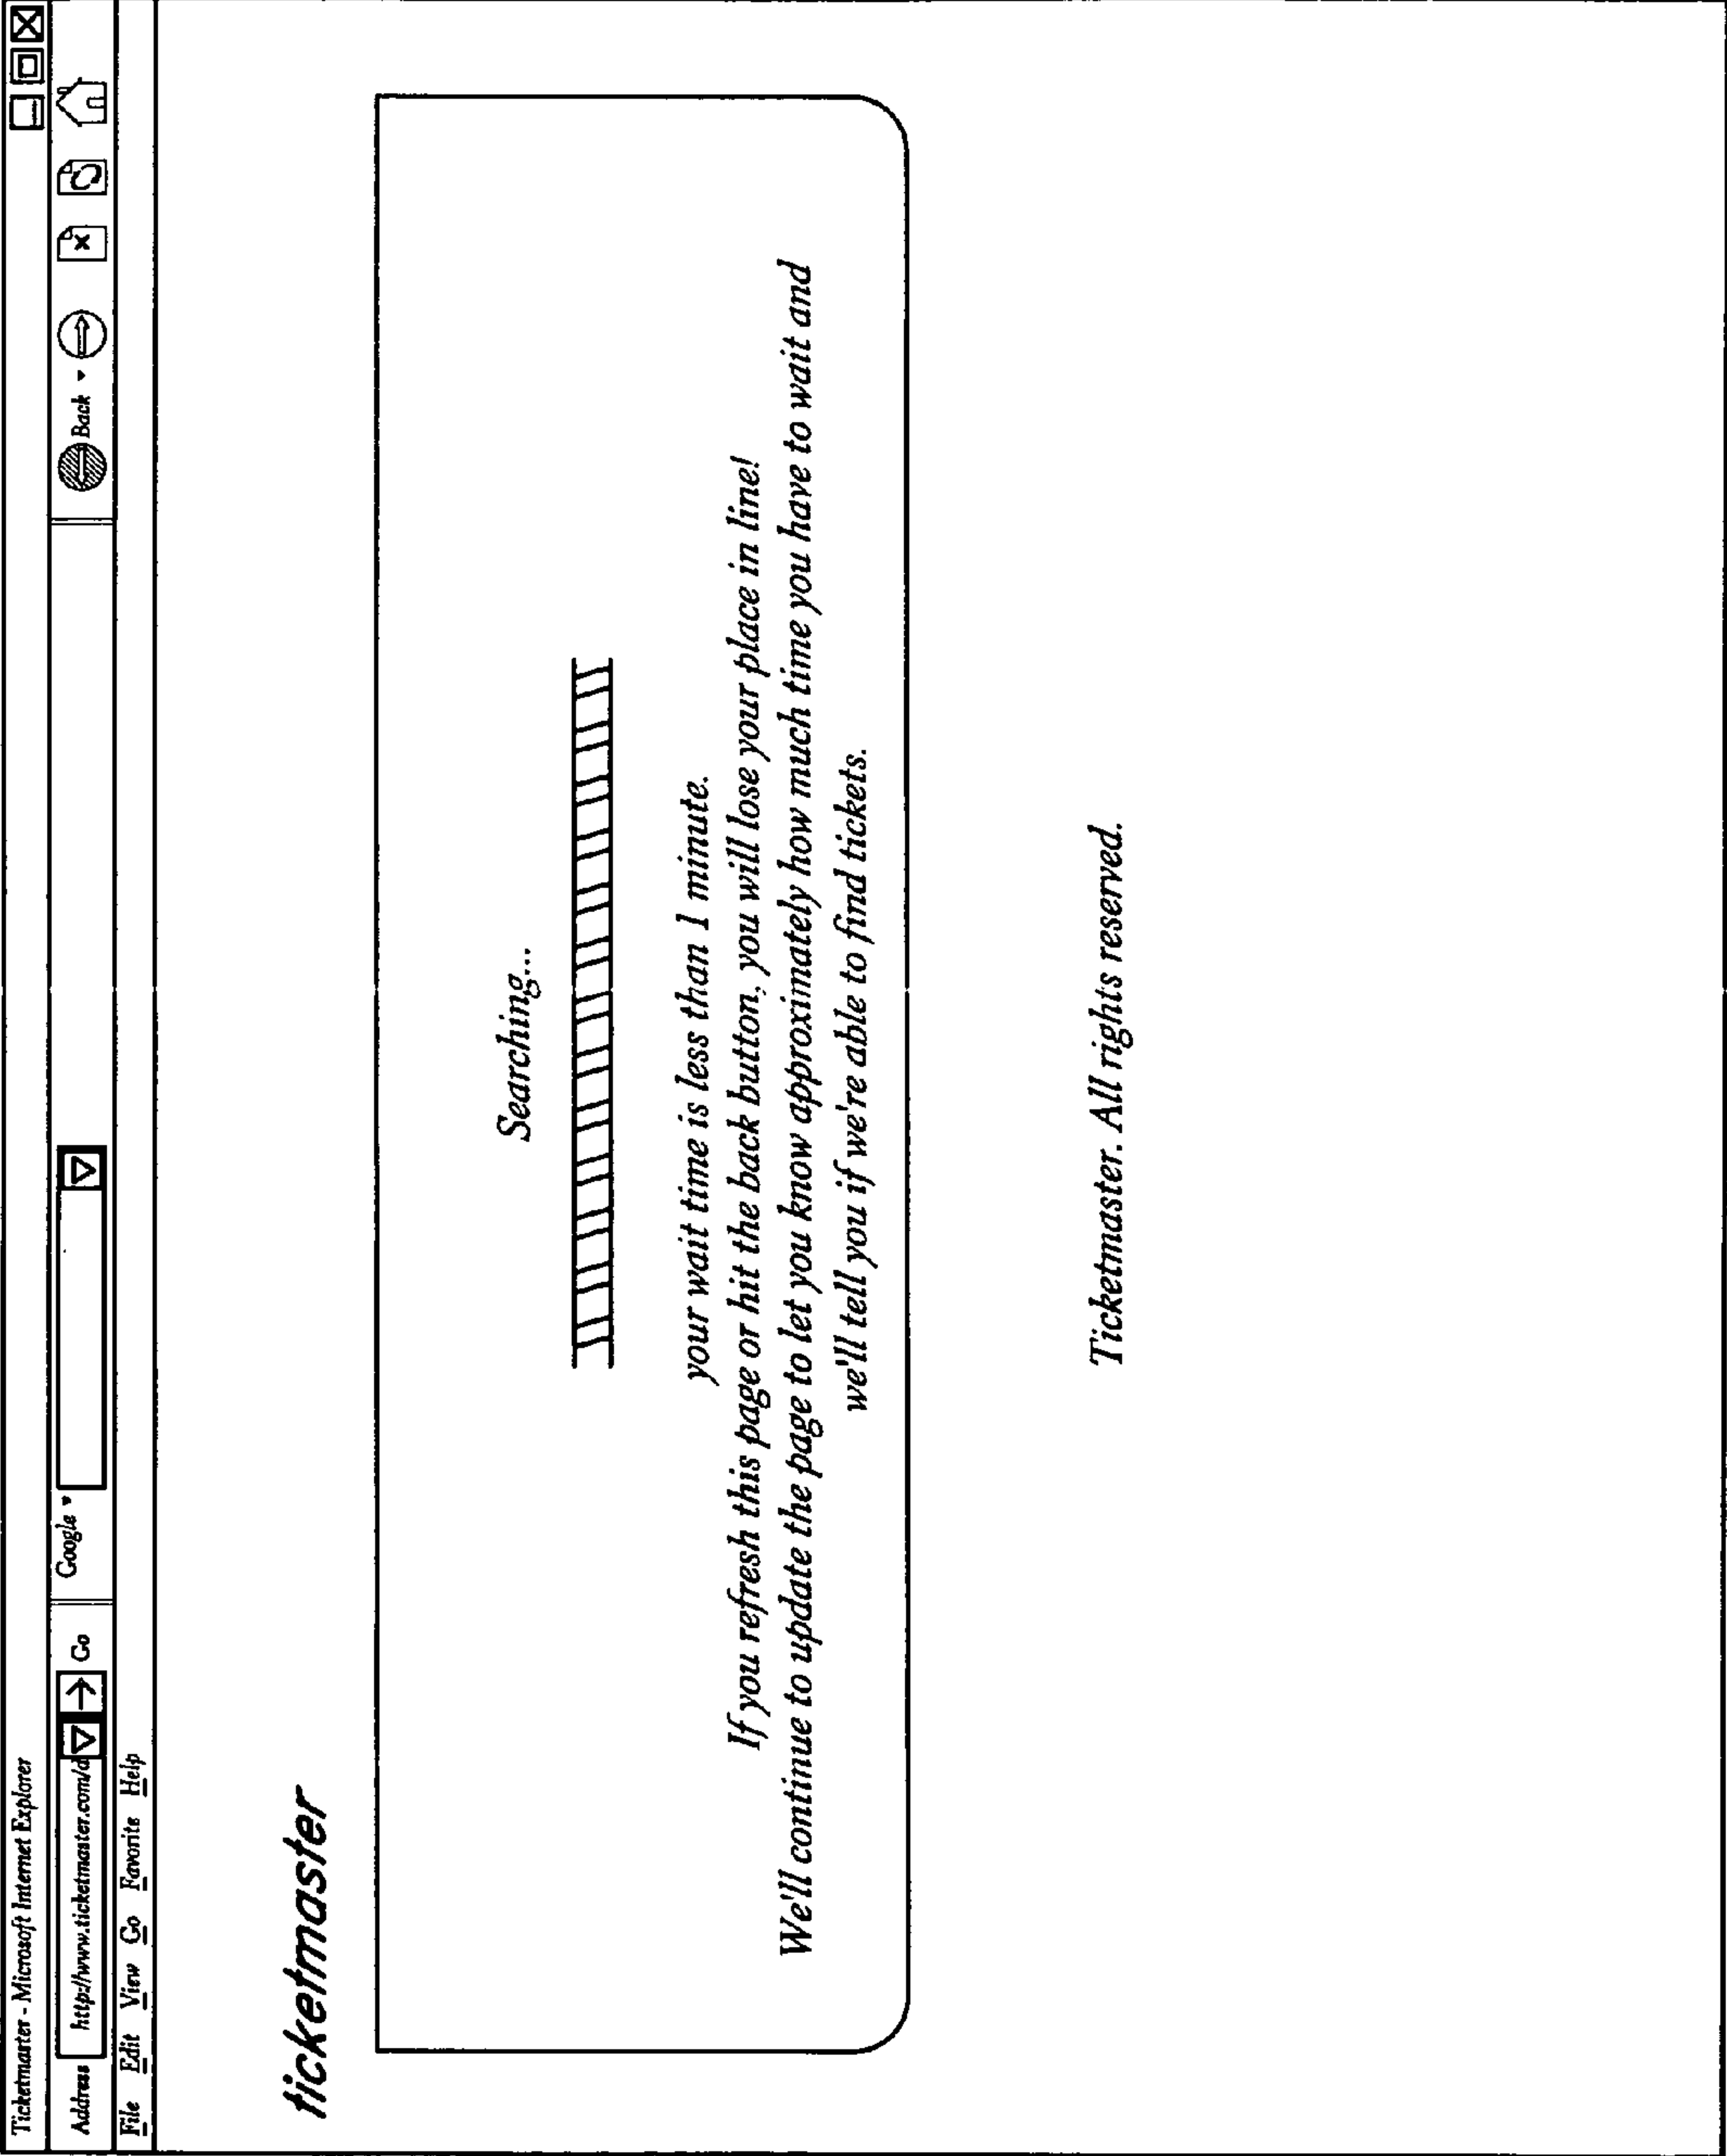 Ticketmaster - Microsoft Internet Explorer
Address http://www.ticketmaster.com/d Go Google Back
File Edit View Go Favorite Help
ticketmaster
Searching...
your wait time is less than 1 minute.
If you refresh this page or hit the back button, you will lose your place in line!
We'll continue to update the page to let you know approximately how much time you have to wait and
we'll tell you if we're able to find tickets.
Ticketmaster. All rights reserved.